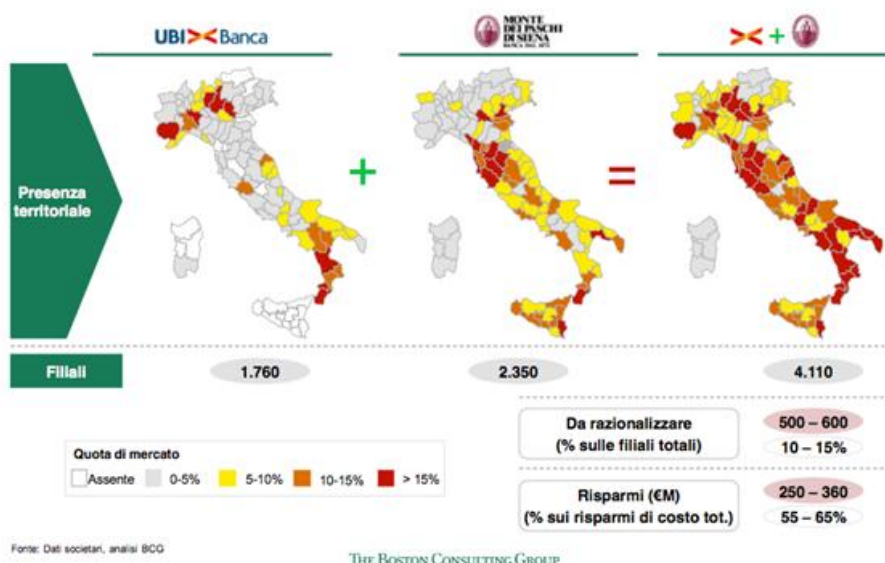 UBI Banca
MONTE
DEI PASCHI
DI SIENA
BANCA DAL 1472
+
Presenza
territoriale
+
=
Filiali
1.760
2.350
4.110
Da razionalizzare
(% sulle filiali totali)
500 – 600
10 – 15%
Quota di mercato
Assente
0-5%
5-10%
10-15%
> 15%
Risparmi (€M)
(% sui risparmi di costo tot.)
250 – 360
55 – 65%
Fonte: Dati societari, analisi BCG
THE BOSTON CONSULTING GROUP